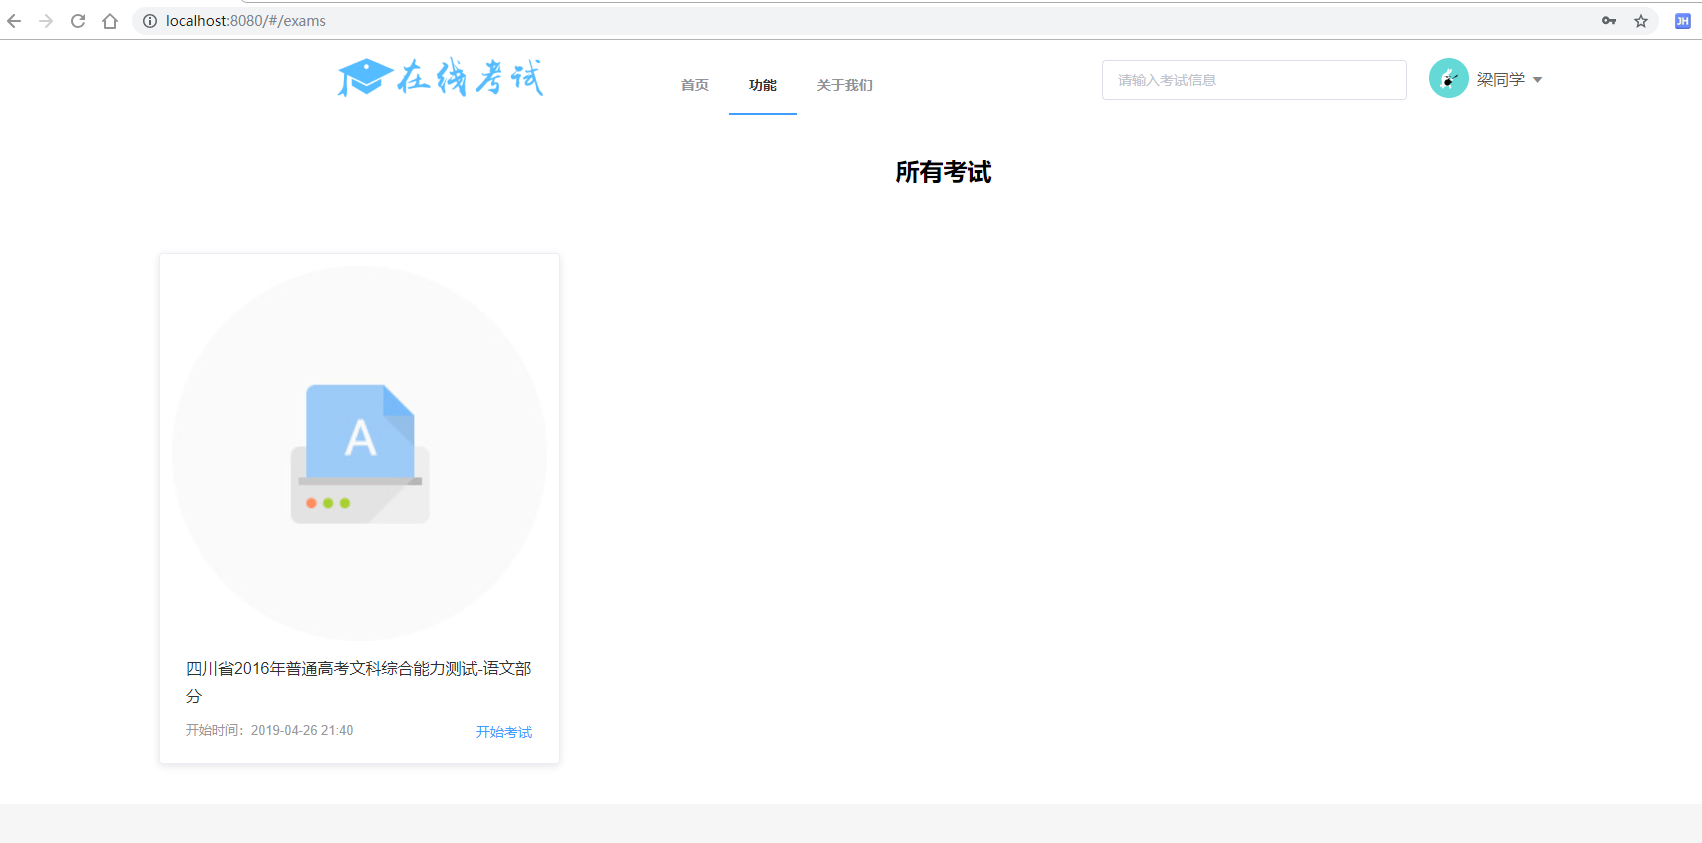 localhost:8080/#/exams
JH
在线考试
首页
功能
关于我们
请输入考试信息
梁同学
所有考试
A
四川省2016年普通高考文科综合能力测试-语文部
分
开始时间：2019-04-26 21:40
开始考试